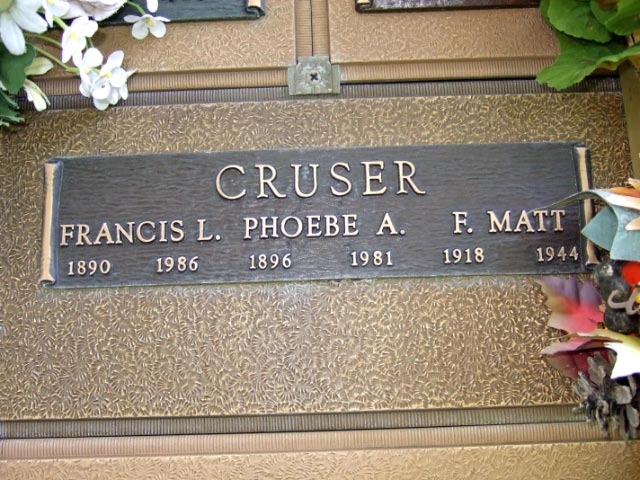 CRUSER
FRANCIS L. PHOEBE A. F. MATT
1890 1986 1896 1981 1918 1944